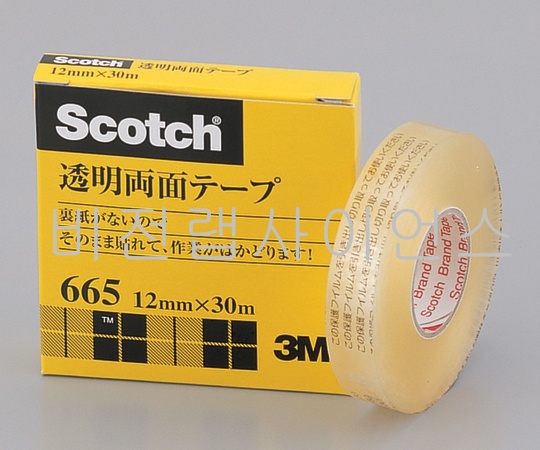 Scotch® 透明両面テープ
12mm×30m
Scotch®
透明両面テープ
裏紙がないので
そのまま貼れて、作業がはかどります!
665 12mm×30m
TM
3M
비전랩사이언스
Scotch Brand Tape